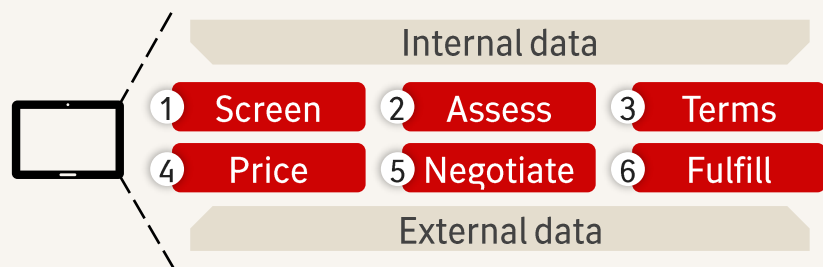 Internal data
1 Screen 2 Assess 3 Terms
4 Price 5 Negotiate 6 Fulfill
External data